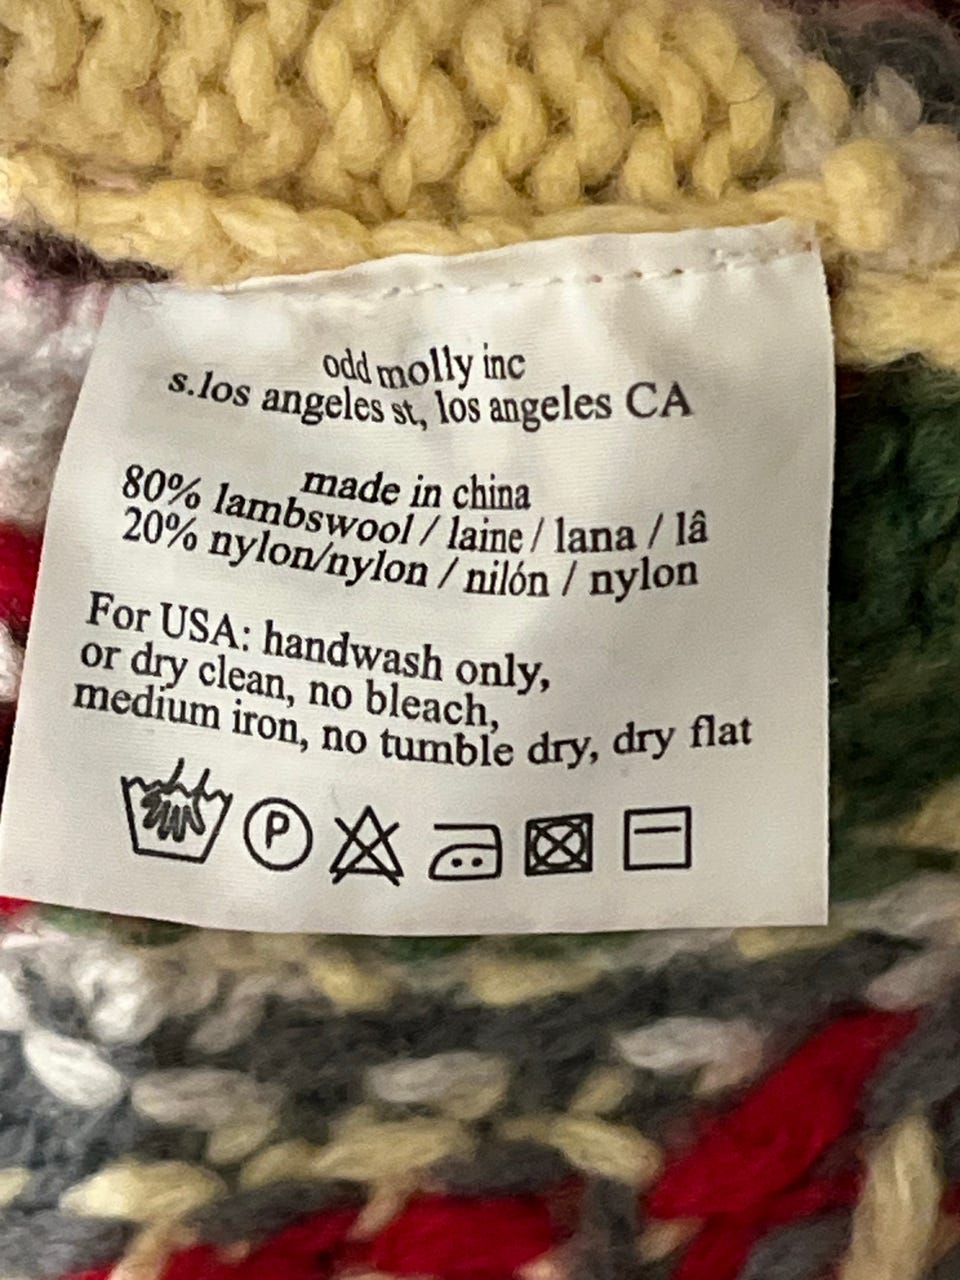 odd molly inc
s.los angeles st, los angeles CA
made in china
80% lambswool / laine / lana / lâ
20% nylon/nylon / nilón / nylon
For USA: handwash only,
or dry clean, no bleach,
medium iron, no tumble dry, dry flat
P